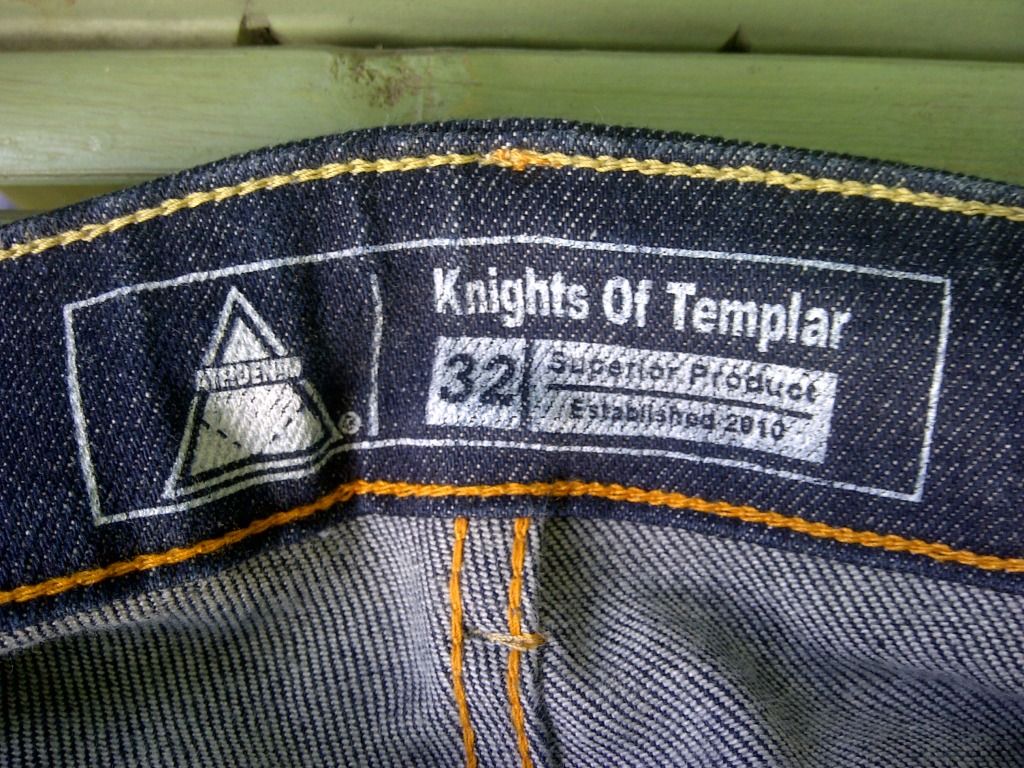 Knights Of Templar
32
Superior Product
Established 2010
®